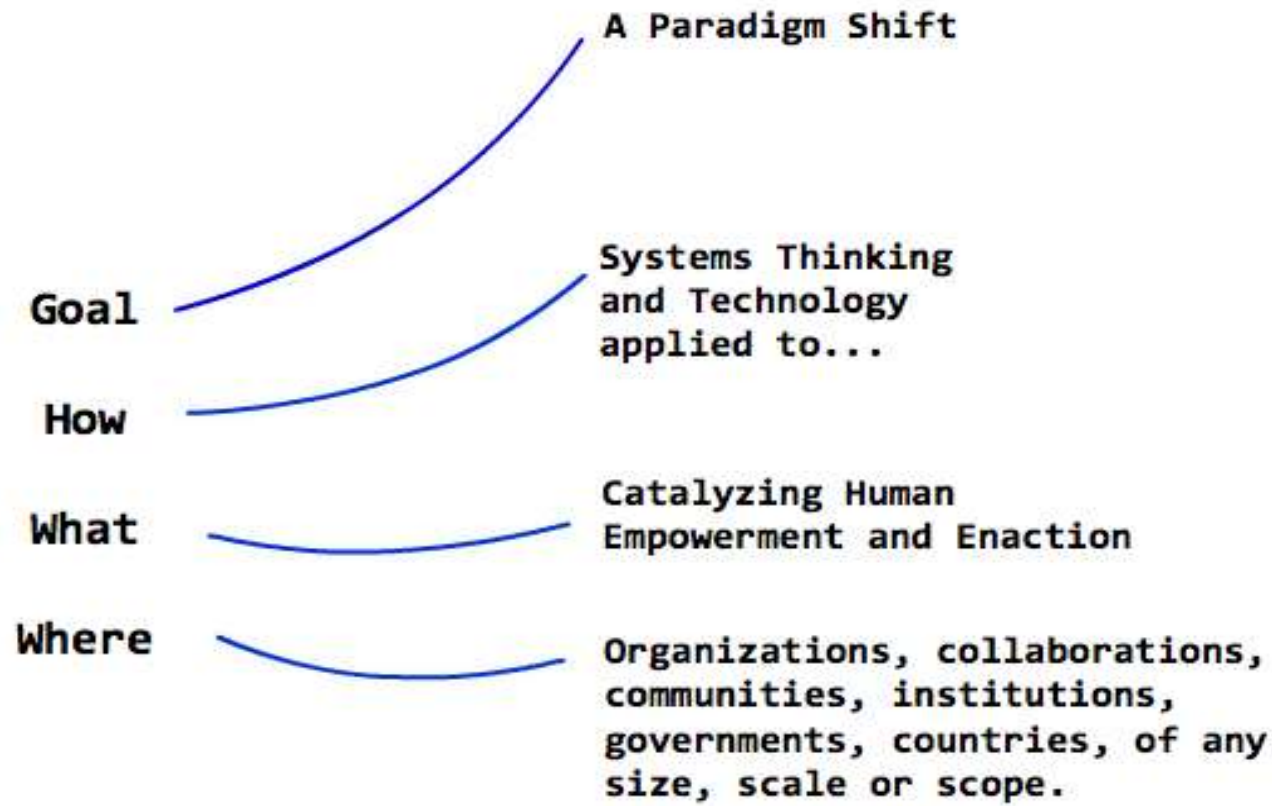 A Paradigm Shift
Goal
Systems Thinking
and Technology
applied to...
How
What
Catalyzing Human
Empowerment and Enaction
Where
Organizations, collaborations,
communities, institutions,
governments, countries, of any
size, scale or scope.